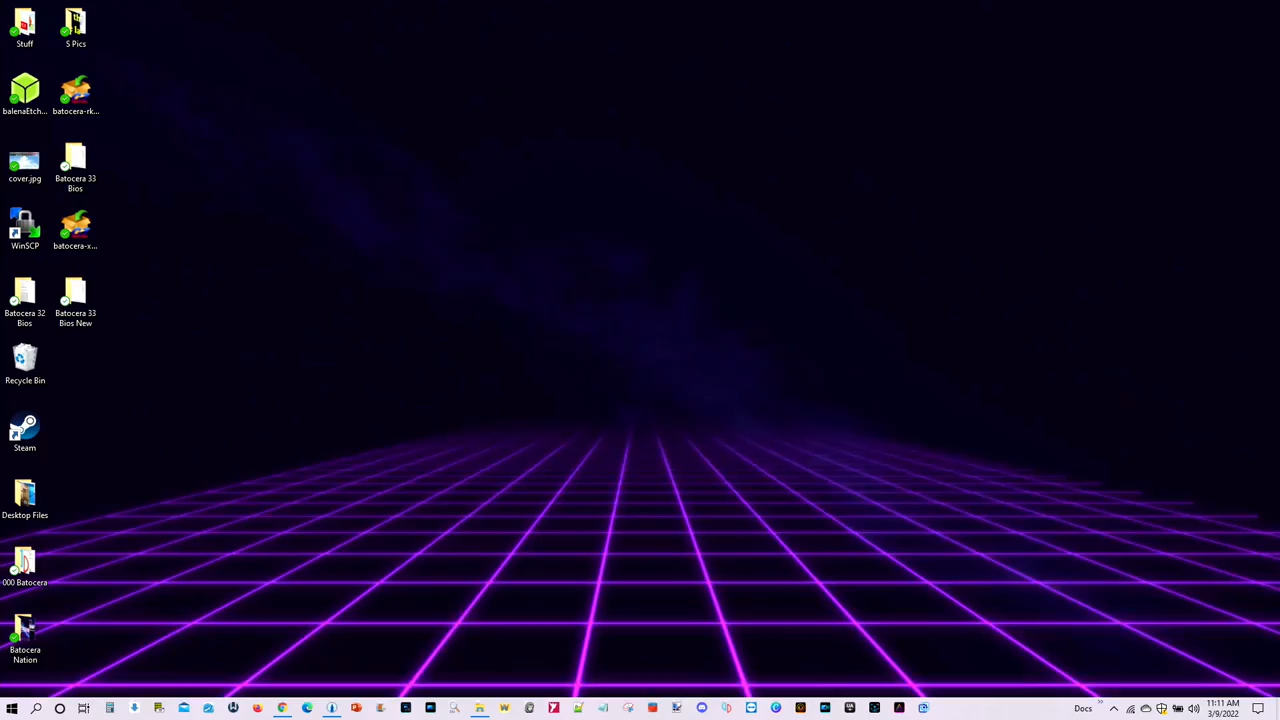 Stuff
S Pics
balenaEtch...
batocera-rk...
cover.jpg
Batocera 33
Bios
WinSCP
batocera-x...
Batocera 32
Bios
Batocera 33
Bios New
Recycle Bin
Steam
Desktop Files
000 Batocera
Batocera
Nation
Docs
11:11 AM
3/9/2022